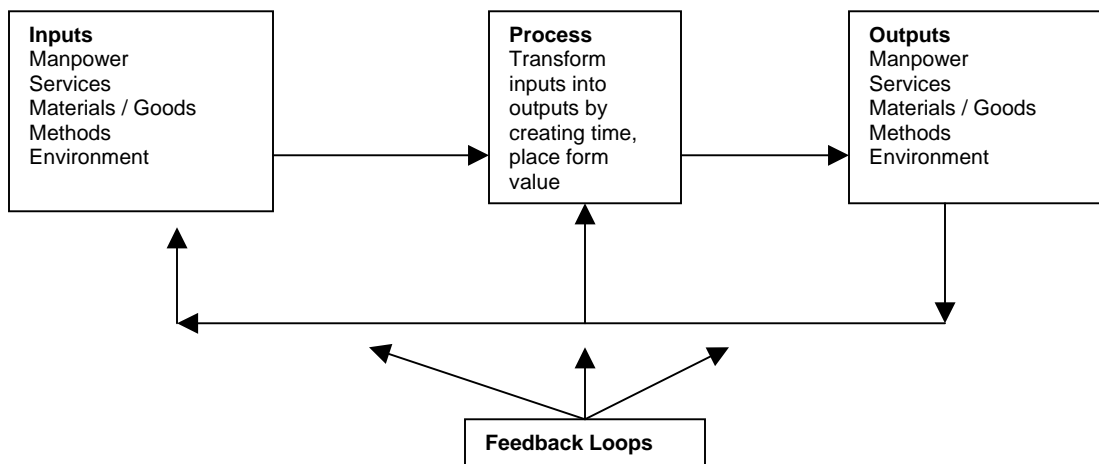 Inputs
Manpower
Services
Materials / Goods
Methods
Environment
Process
Transform
inputs into
outputs by
creating time,
place form
value
Outputs
Manpower
Services
Materials / Goods
Methods
Environment
Feedback Loops